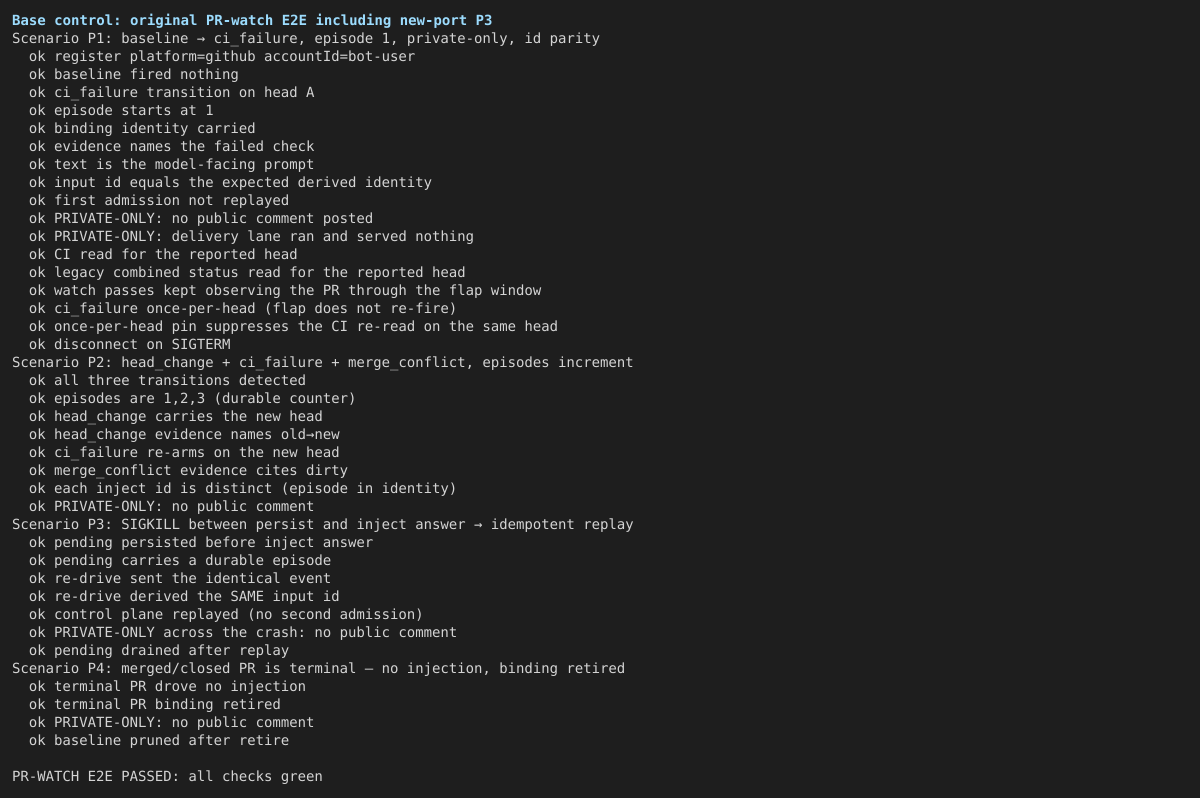 Base control: original PR-watch E2E including new-port P3
Scenario P1: baseline → ci_failure, episode 1, private-only, id parity
  ok register platform=github accountId=bot-user
  ok baseline fired nothing
  ok ci_failure transition on head A
  ok episode starts at 1
  ok binding identity carried
  ok evidence names the failed check
  ok text is the model-facing prompt
  ok input id equals the expected derived identity
  ok first admission not replayed
  ok PRIVATE-ONLY: no public comment posted
  ok PRIVATE-ONLY: delivery lane ran and served nothing
  ok CI read for the reported head
  ok legacy combined status read for the reported head
  ok watch passes kept observing the PR through the flap window
  ok ci_failure once-per-head (flap does not re-fire)
  ok once-per-head pin suppresses the CI re-read on the same head
  ok disconnect on SIGTERM
Scenario P2: head_change + ci_failure + merge_conflict, episodes increment
  ok all three transitions detected
  ok episodes are 1,2,3 (durable counter)
  ok head_change carries the new head
  ok head_change evidence names old→new
  ok ci_failure re-arms on the new head
  ok merge_conflict evidence cites dirty
  ok each inject id is distinct (episode in identity)
  ok PRIVATE-ONLY: no public comment
Scenario P3: SIGKILL between persist and inject answer → idempotent replay
  ok pending persisted before inject answer
  ok pending carries a durable episode
  ok re-drive sent the identical event
  ok re-drive derived the SAME input id
  ok control plane replayed (no second admission)
  ok PRIVATE-ONLY across the crash: no public comment
  ok pending drained after replay
Scenario P4: merged/closed PR is terminal — no injection, binding retired
  ok terminal PR drove no injection
  ok terminal PR binding retired
  ok PRIVATE-ONLY: no public comment
  ok baseline pruned after retire
PR-WATCH E2E PASSED: all checks green